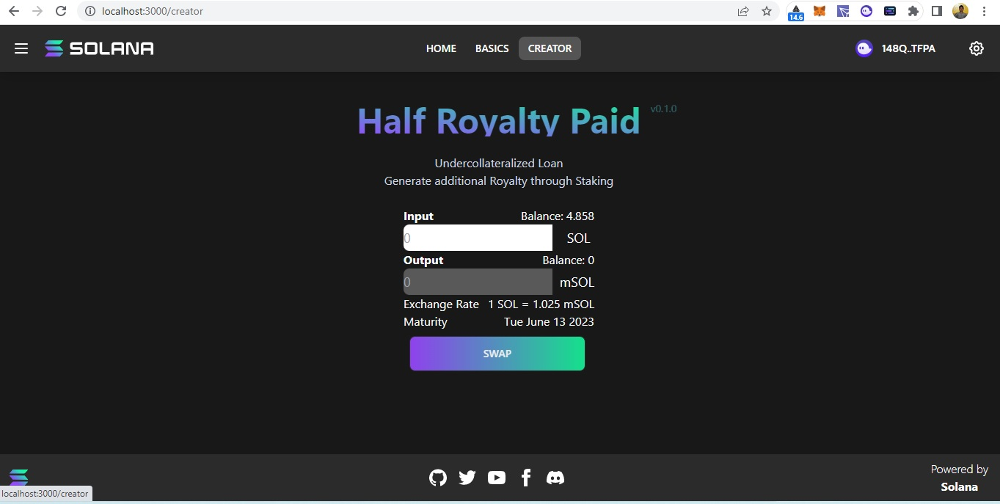 localhost:3000/creator
14.6
SOLANA
HOME BASICS CREATOR
148Q..TFPA
Half Royalty Paid v0.1.0
Undercollateralized Loan
Generate additional Royalty through Staking
Input Balance: 4.858
0 SOL
Output Balance: 0
0 mSOL
Exchange Rate 1 SOL = 1.025 mSOL
Maturity Tue June 13 2023
SWAP
Powered by
Solana
localhost:3000/creator